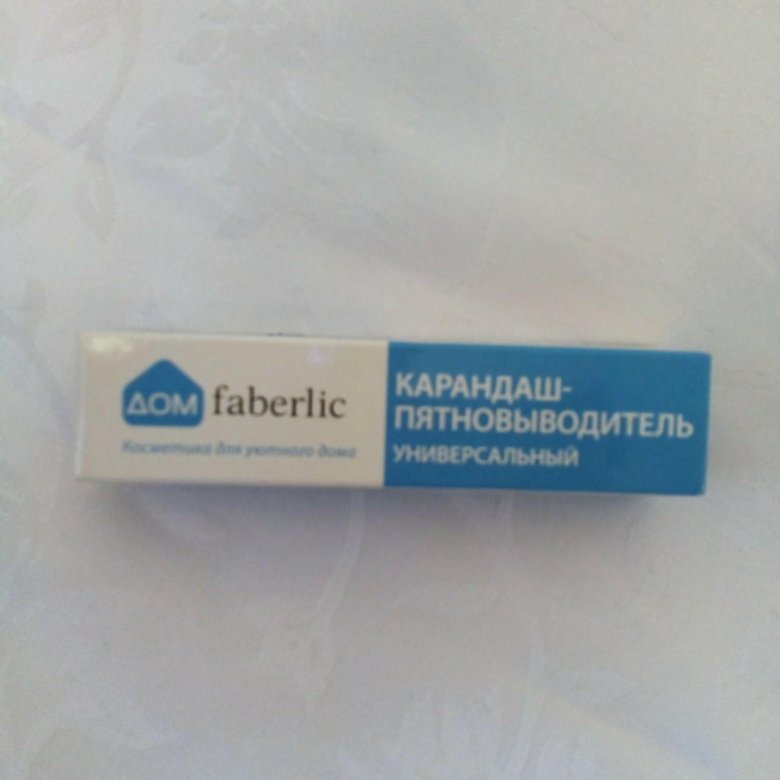 ДОМ faberlic
Косметика для уютного дома
КАРАНДАШ-
ПЯТНОВЫВОДИТЕЛЬ
УНИВЕРСАЛЬНЫЙ